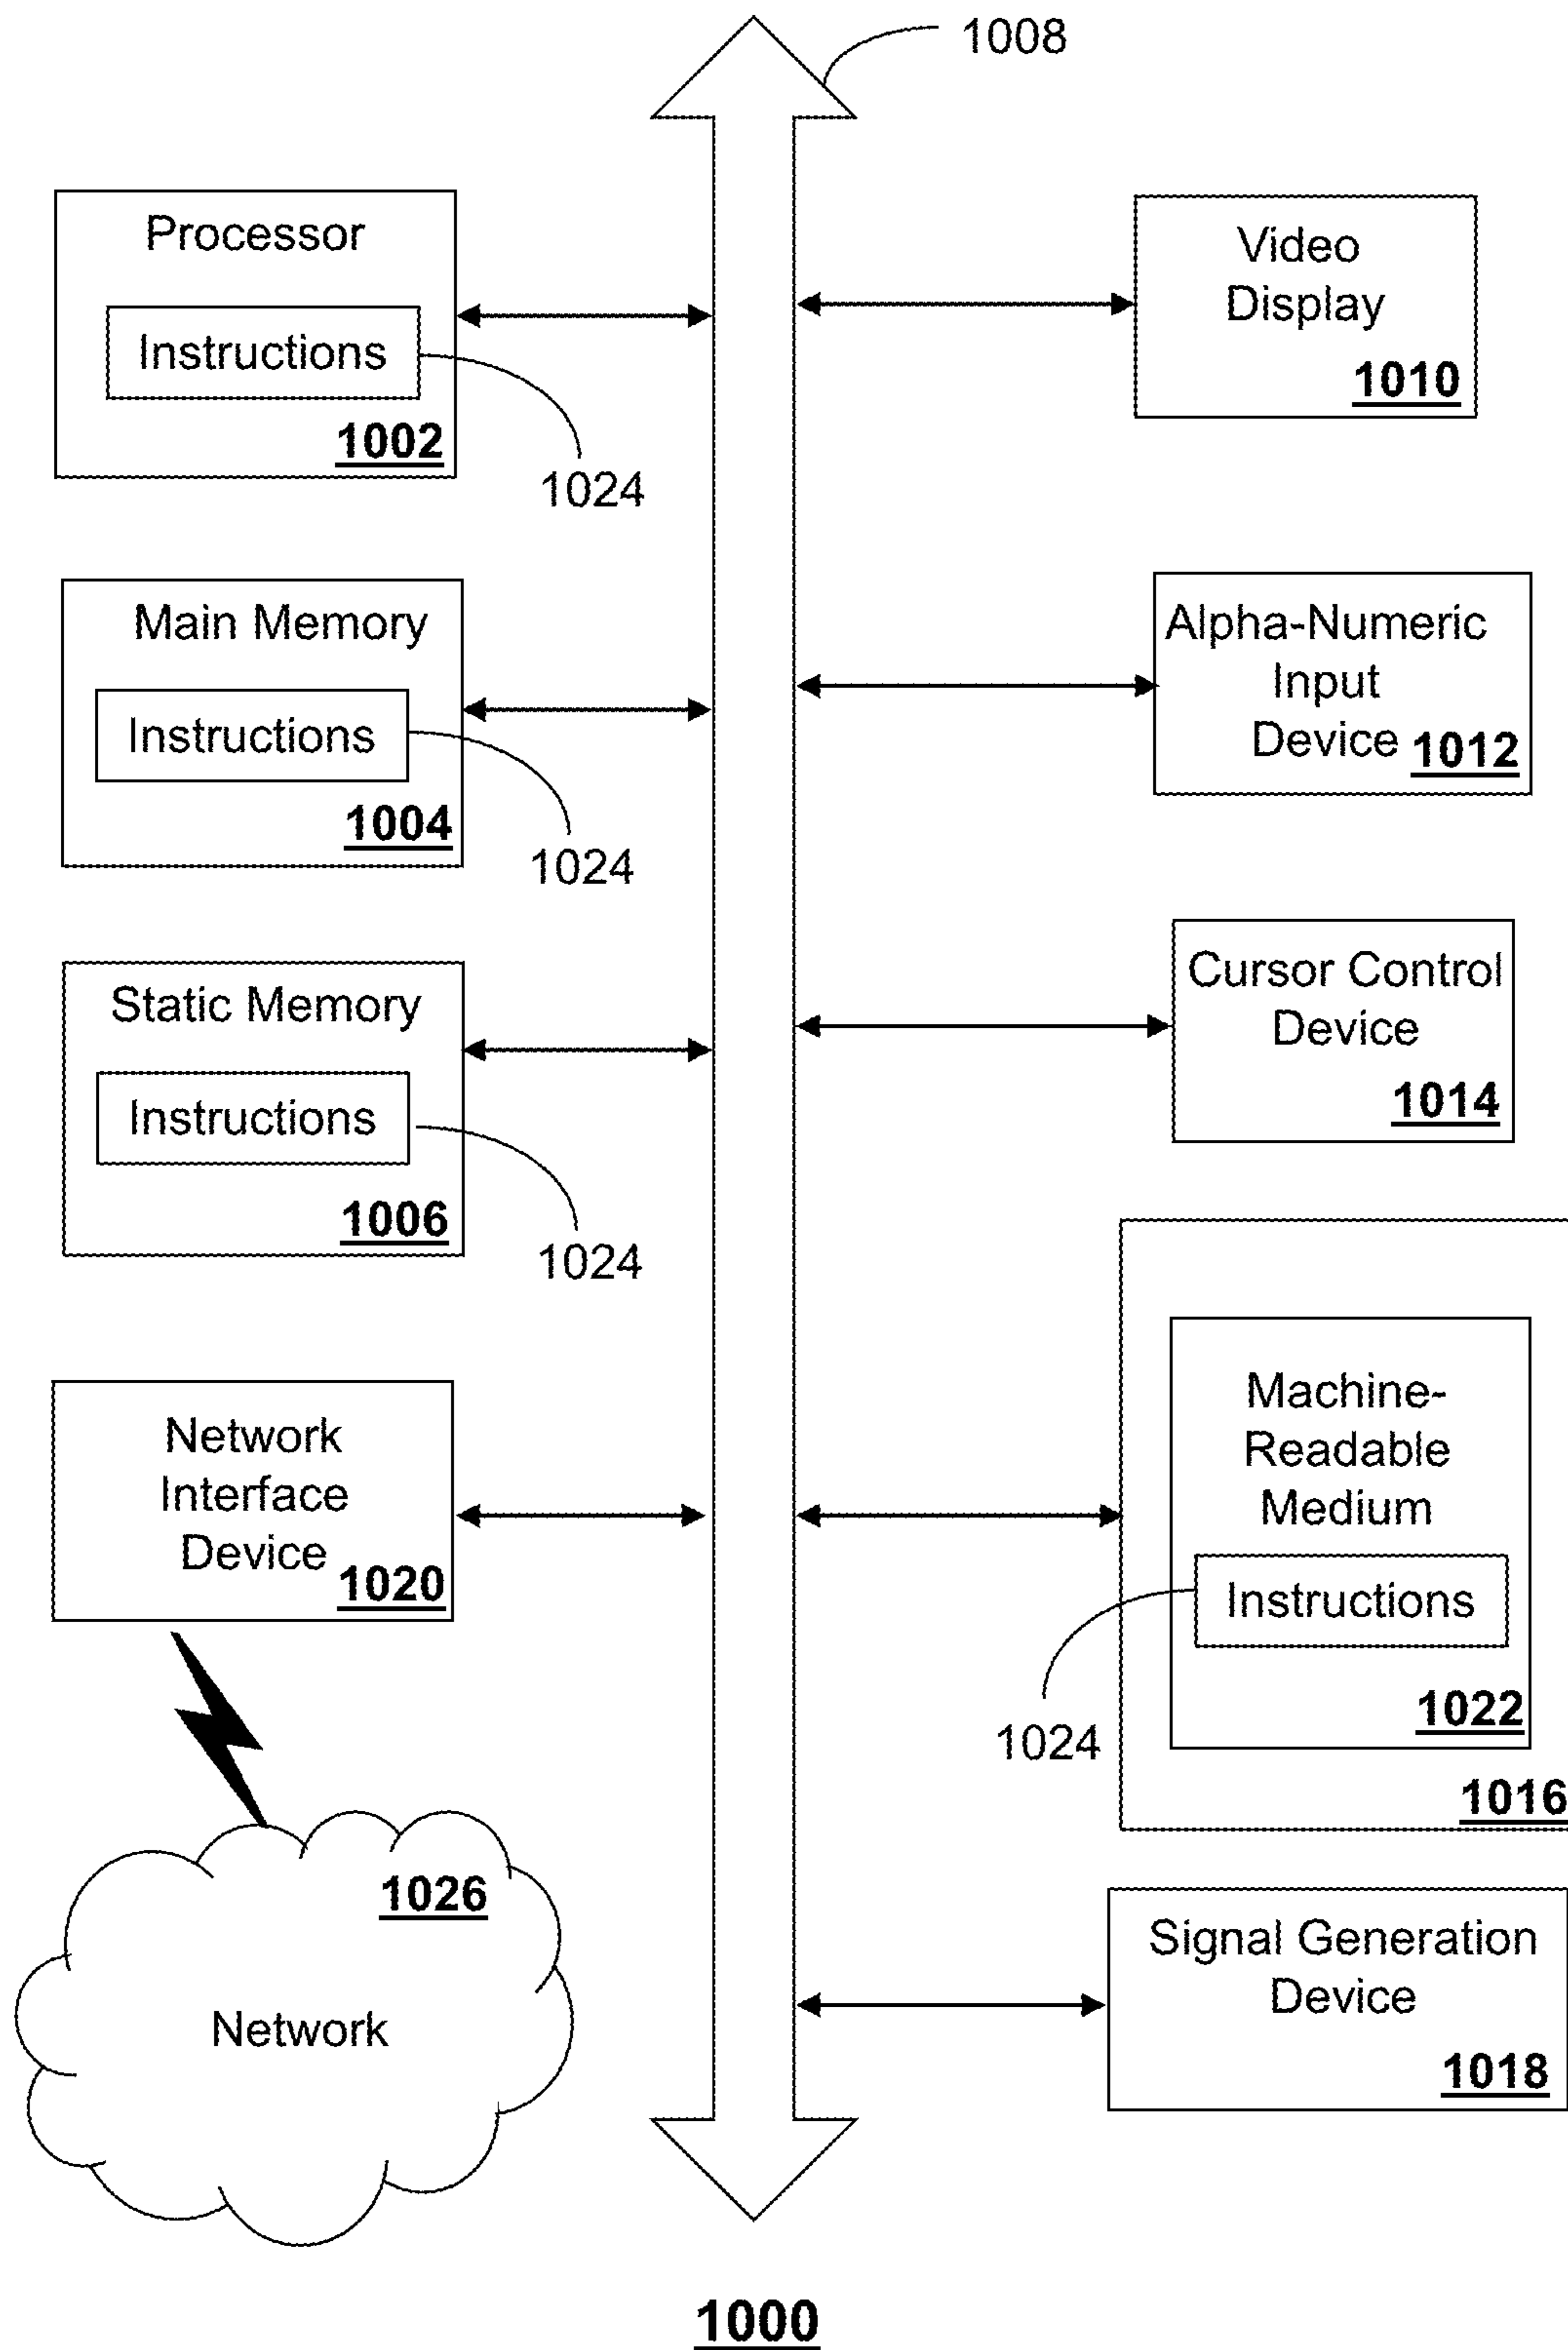 1008
Processor
Instructions
1002
1024
Main Memory
Instructions
1004
1024
Static Memory
Instructions
1006
1024
Network
Interface
Device
1020
1026
Network
Video
Display
1010
Alpha-Numeric
Input
Device 1012
Cursor Control
Device
1014
Machine-
Readable
Medium
Instructions
1022
1024
1016
Signal Generation
Device
1018
1000